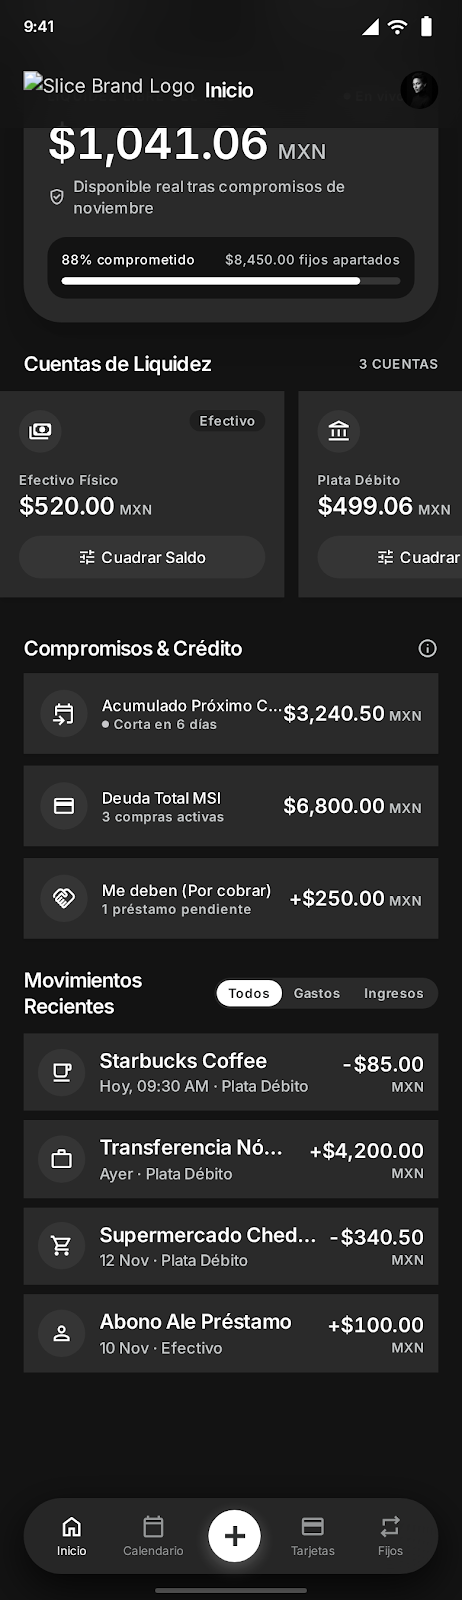 9:41
Slice Brand Logo Inicio
$1,041.06 MXN
Disponible real tras compromisos de
noviembre
88% comprometido $8,450.00 fijos apartados
Cuentas de Liquidez 3 CUENTAS
Efectivo
Efectivo Físico
$520.00 MXN
Cuadrar Saldo
Plata Débito
$499.06 MXN
Cuadrar
Compromisos & Crédito
Acumulado Próximo C... $3,240.50 MXN
Corta en 6 días
Deuda Total MSI $6,800.00 MXN
3 compras activas
Me deben (Por cobrar) +$250.00 MXN
1 préstamo pendiente
Movimientos
Recientes
Todos Gastos Ingresos
Starbucks Coffee -$85.00
Hoy, 09:30 AM · Plata Débito MXN
Transferencia Nó... +$4,200.00
Ayer · Plata Débito MXN
Supermercado Ched... -$340.50
12 Nov · Plata Débito MXN
Abono Ale Préstamo +$100.00
10 Nov · Efectivo MXN
Inicio Calendario Tarjetas Fijos